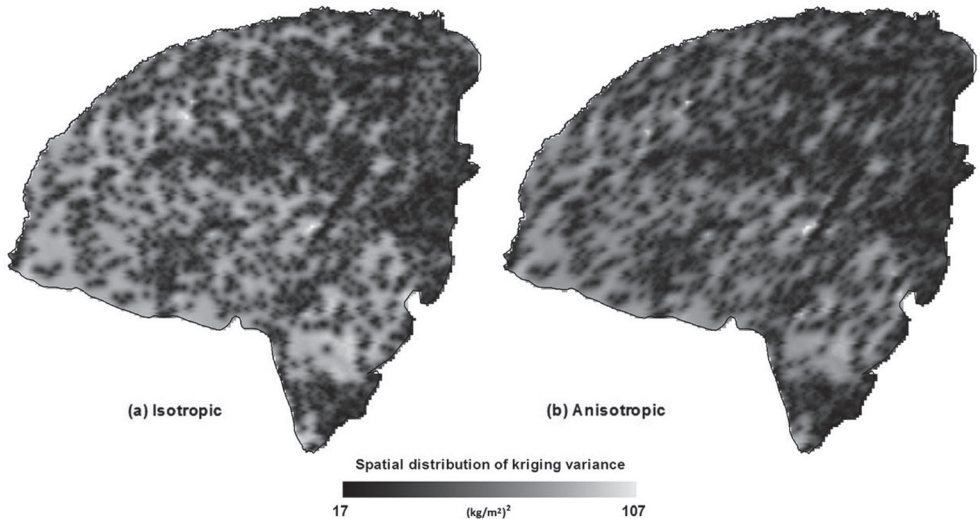 (a) Isotropic
(b) Anisotropic
Spatial distribution of kriging variance
17
(kg/m²)²
107